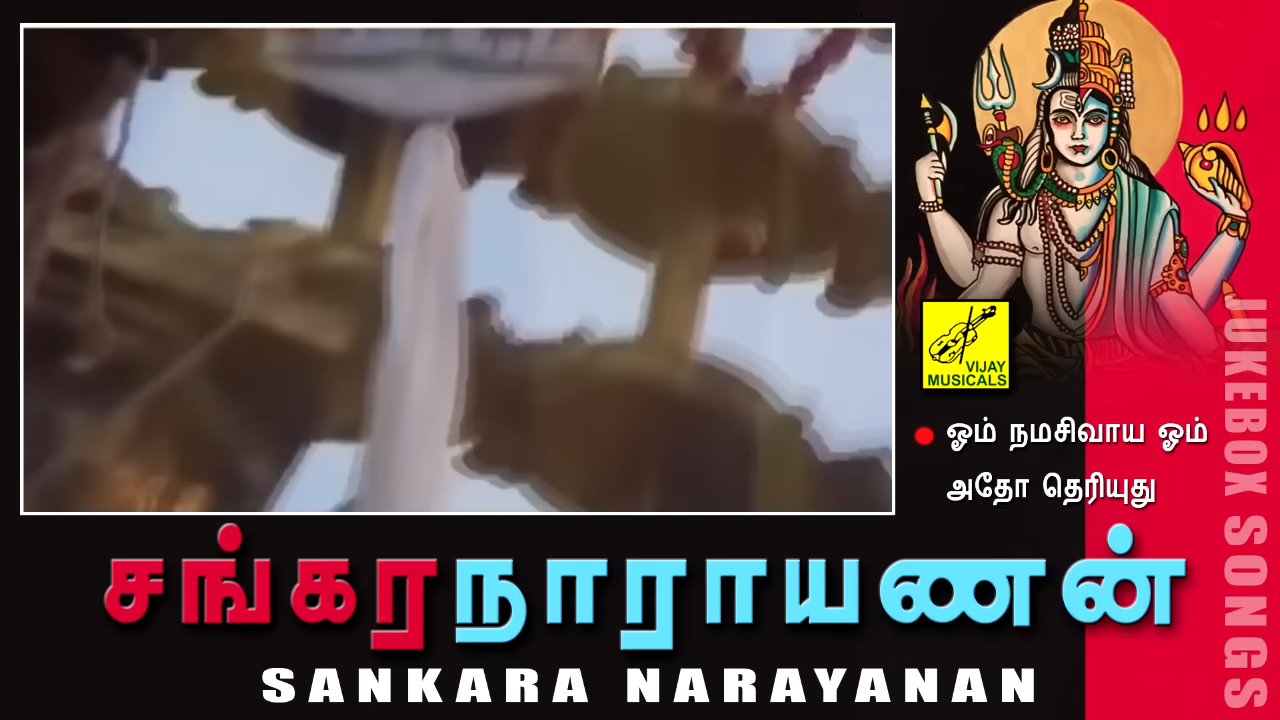 VIJAY
MUSICALS
ஓம் நமசிவாய ஓம்
அதோ தெரியுது
JUKEBOX SONGS
சங்கரநாராயணன்
SANKARA NARAYANAN